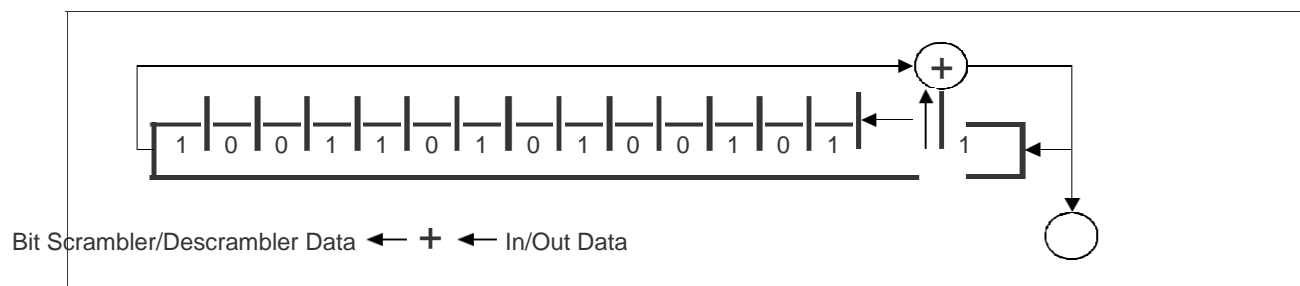 +
1 0 0 1 1 0 1 0 1 0 0 1 0 1 1
Bit Scrambler/Descrambler Data + In/Out Data